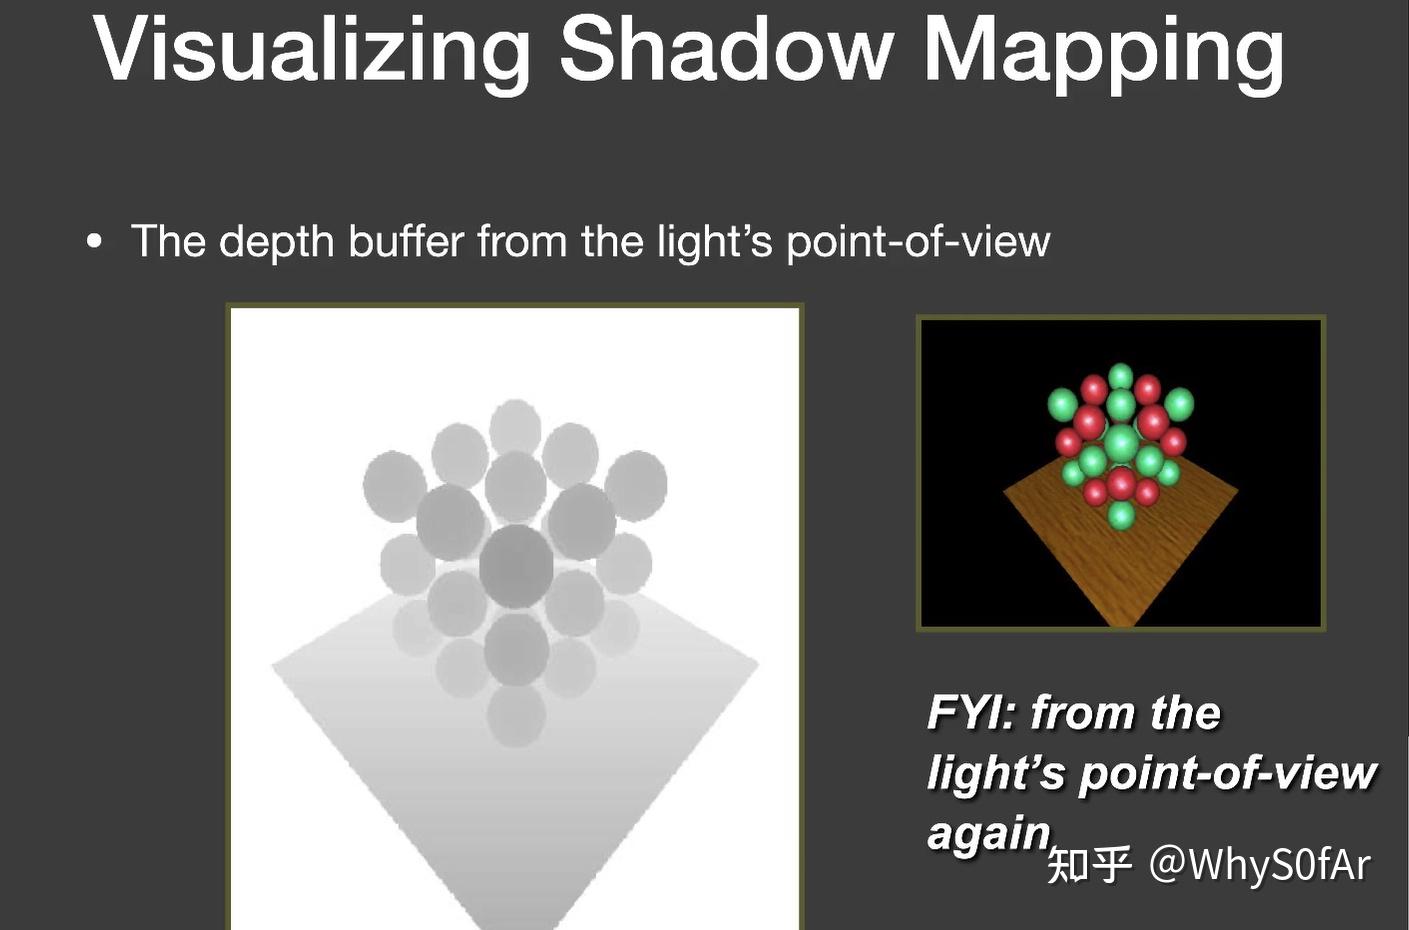 Visualizing Shadow Mapping
• The depth buffer from the light’s point-of-view
FYI: from the
light’s point-of-view
again
知乎 @WhyS0fAr